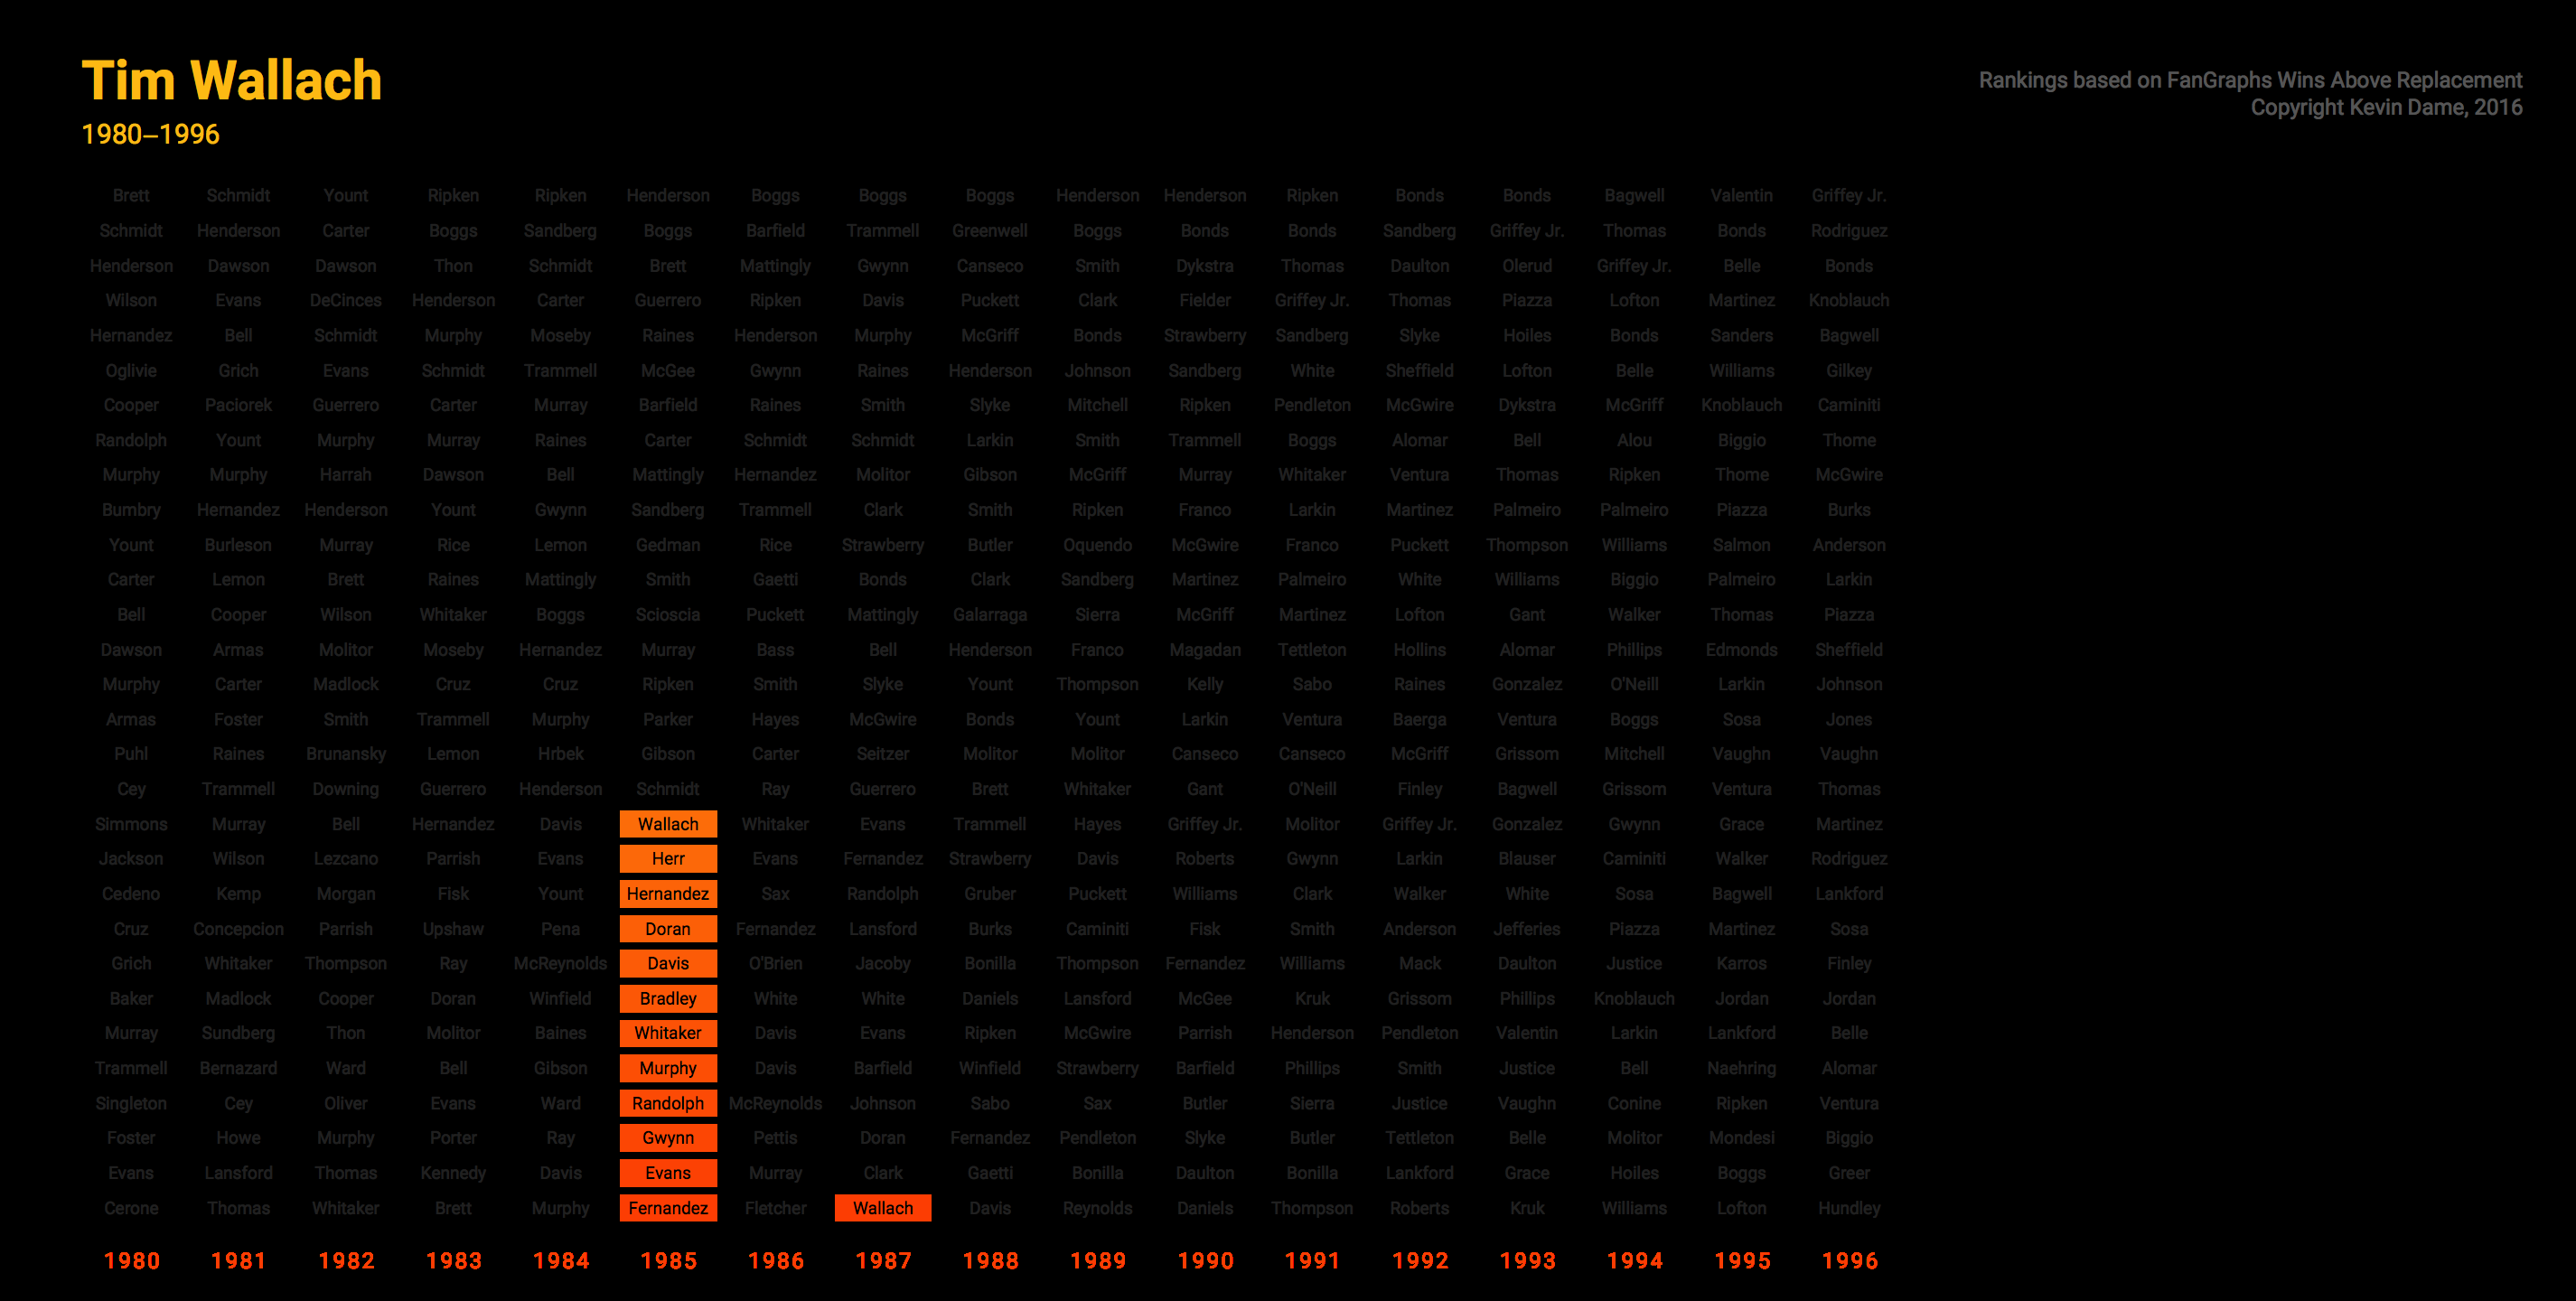 Tim Wallach
1980–1996
Rankings based on FanGraphs Wins Above Replacement
Copyright Kevin Dame, 2016
Brett Schmidt Yount Ripken Ripken Henderson Boggs Boggs Boggs Henderson Henderson Ripken Bonds Bonds Bagwell Valentin Griffey Jr.
Schmidt Henderson Carter Boggs Sandberg Boggs Barfield Trammell Greenwell Boggs Bonds Bonds Sandberg Griffey Jr. Thomas Bonds Rodriguez
Henderson Dawson Dawson Thon Schmidt Brett Mattingly Gwynn Canseco Smith Dykstra Thomas Daulton Olerud Griffey Jr. Belle Bonds
Wilson Evans DeCinces Henderson Carter Guerrero Ripken Davis Puckett Clark Fielder Griffey Jr. Thomas Piazza Lofton Martinez Knoblauch
Hernandez Bell Schmidt Murphy Moseby Raines Henderson Murphy McGriff Bonds Strawberry Sandberg Slyke Hoiles Bonds Sanders Bagwell
Oglivie Grich Evans Schmidt Trammell McGee Gwynn Raines Henderson Johnson Sandberg White Sheffield Lofton Belle Williams Gilkey
Cooper Paciorek Guerrero Carter Murray Barfield Raines Smith Slyke Mitchell Ripken Pendleton McGwire Dykstra McGriff Knoblauch Caminiti
Randolph Yount Murphy Murray Raines Carter Schmidt Schmidt Larkin Smith Trammell Boggs Alomar Bell Alou Biggio Thome
Murphy Murphy Harrah Dawson Bell Mattingly Hernandez Molitor Gibson McGriff Murray Whitaker Ventura Thomas Ripken Thome McGwire
Bumbry Hernandez Henderson Yount Gwynn Sandberg Trammell Clark Smith Ripken Franco Larkin Martinez Palmeiro Palmeiro Piazza Burks
Yount Burleson Murray Rice Lemon Gedman Rice Strawberry Butler Oquendo McGwire Franco Puckett Thompson Williams Salmon Anderson
Carter Lemon Brett Raines Mattingly Smith Gaetti Bonds Clark Sandberg Martinez Palmeiro White Williams Biggio Palmeiro Larkin
Bell Cooper Wilson Whitaker Boggs Scioscia Puckett Mattingly Galarraga Sierra McGriff Martinez Lofton Gant Walker Thomas Piazza
Dawson Armas Molitor Moseby Hernandez Murray Bass Bell Henderson Franco Magadan Tettleton Hollins Alomar Phillips Edmonds Sheffield
Murphy Carter Madlock Cruz Cruz Ripken Smith Slyke Yount Thompson Kelly Sabo Raines Gonzalez O'Neill Larkin Johnson
Armas Foster Smith Trammell Murphy Parker Hayes McGwire Bonds Yount Larkin Ventura Baerga Ventura Boggs Sosa Jones
Puhl Raines Brunansky Lemon Hrbek Gibson Carter Seitzer Molitor Molitor Canseco Canseco McGriff Grissom Mitchell Vaughn Vaughn
Cey Trammell Downing Guerrero Henderson Schmidt Ray Guerrero Brett Whitaker Gant O'Neill Finley Bagwell Grissom Ventura Thomas
Simmons Murray Bell Hernandez Davis Wallach Whitaker Evans Trammell Hayes Griffey Jr. Molitor Griffey Jr. Gonzalez Gwynn Grace Martinez
Jackson Wilson Lezcano Parrish Evans Herr Evans Fernandez Strawberry Davis Roberts Gwynn Larkin Blauser Caminiti Walker Rodriguez
Cedeno Kemp Morgan Fisk Yount Hernandez Sax Randolph Gruber Puckett Williams Clark Walker White Sosa Bagwell Lankford
Cruz Concepcion Parrish Upshaw Pena Doran Fernandez Lansford Burks Caminiti Fisk Smith Anderson Jefferies Piazza Martinez Sosa
Grich Whitaker Thompson Ray McReynolds Davis O'Brien Jacoby Bonilla Thompson Fernandez Williams Mack Daulton Justice Karros Finley
Baker Madlock Cooper Doran Winfield Bradley White White Daniels Lansford McGee Kruk Grissom Phillips Knoblauch Jordan Jordan
Murray Sundberg Thon Molitor Baines Whitaker Davis Evans Ripken McGwire Parrish Henderson Pendleton Valentin Larkin Lankford Belle
Trammell Bernazard Ward Bell Gibson Murphy Davis Barfield Winfield Strawberry Barfield Phillips Smith Justice Bell Naehring Alomar
Singleton Cey Oliver Evans Ward Randolph McReynolds Johnson Sabo Sax Butler Sierra Justice Vaughn Conine Ripken Ventura
Foster Howe Murphy Porter Ray Gwynn Pettis Doran Fernandez Pendleton Slyke Butler Tettleton Belle Molitor Mondesi Biggio
Evans Lansford Thomas Kennedy Davis Evans Murray Clark Gaetti Bonilla Daulton Bonilla Lankford Grace Hoiles Boggs Greer
Cerone Thomas Whitaker Brett Murphy Fernandez Fletcher Wallach Davis Reynolds Daniels Thompson Roberts Kruk Williams Lofton Hundley
1980 1981 1982 1983 1984 1985 1986 1987 1988 1989 1990 1991 1992 1993 1994 1995 1996